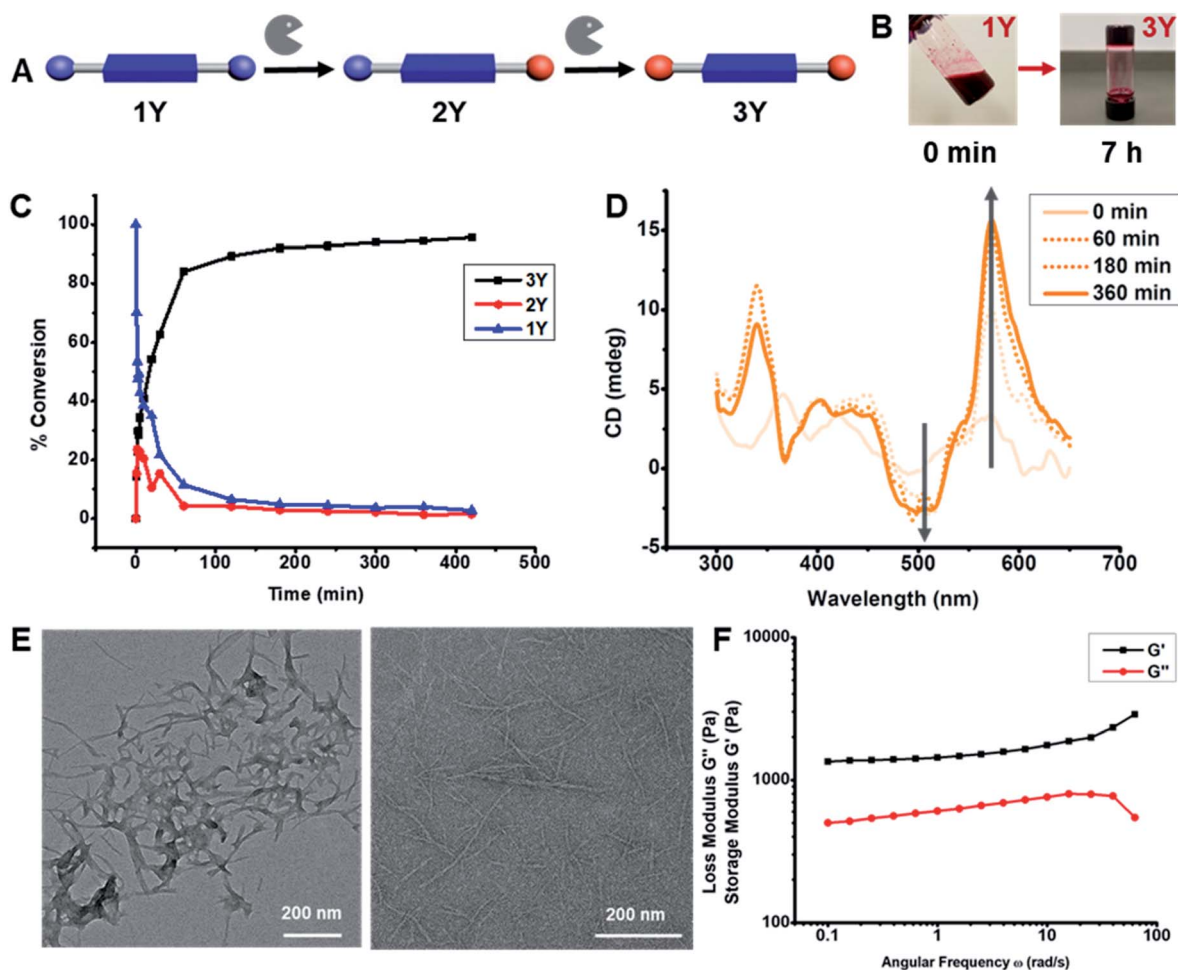 A
1Y
2Y
3Y
B
1Y
3Y
0 min
7 h
C
% Conversion
100
80
60
40
20
0
3Y
2Y
1Y
0
100
200
300
400
500
Time (min)
D
CD (mdeg)
15
10
5
0
-5
0 min
60 min
180 min
360 min
300
400
500
600
700
Wavelength (nm)
E
200 nm
200 nm
F
Loss Modulus G'' (Pa)
Storage Modulus G' (Pa)
10000
1000
100
G'
G''
0.1
1
10
100
Angular Frequency ω (rad/s)